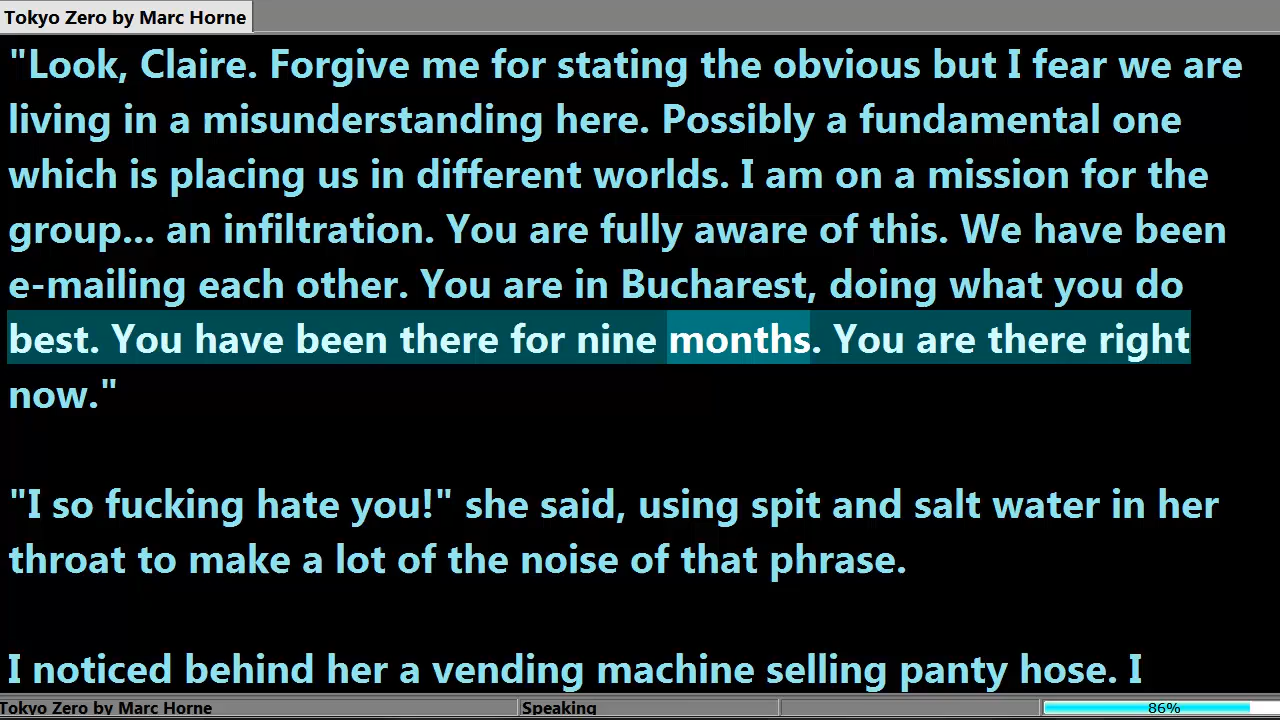 Tokyo Zero by Marc Horne
"Look, Claire. Forgive me for stating the obvious but I fear we are
living in a misunderstanding here. Possibly a fundamental one
which is placing us in different worlds. I am on a mission for the
group... an infiltration. You are fully aware of this. We have been
e-mailing each other. You are in Bucharest, doing what you do
best. You have been there for nine months. You are there right
now."
"I so fucking hate you!" she said, using spit and salt water in her
throat to make a lot of the noise of that phrase.
I noticed behind her a vending machine selling panty hose. I
Tokyo Zero by Marc Horne
Speaking
86%